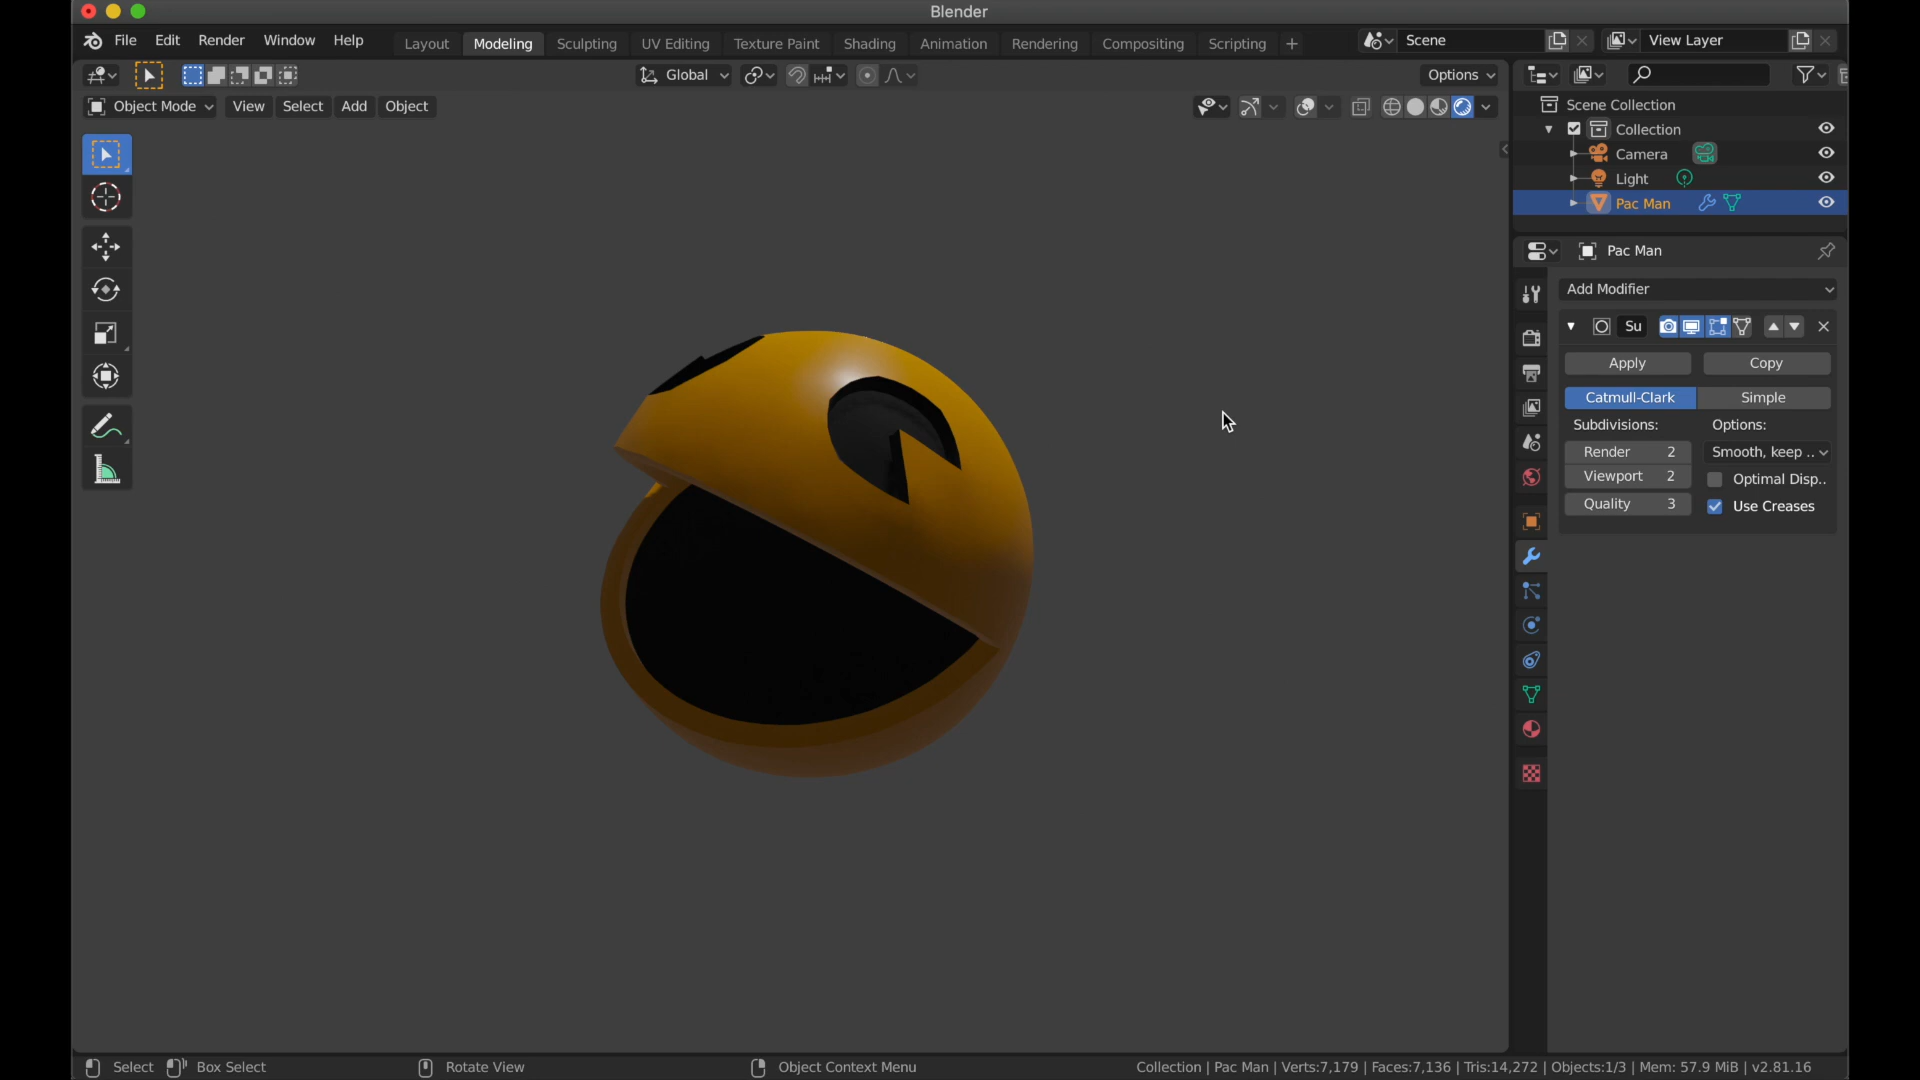 Blender
File Edit Render Window Help Layout Modeling Sculpting UV Editing Texture Paint Shading Animation Rendering Compositing Scripting + Scene View Layer
Global Options
Object Mode View Select Add Object
Scene Collection
Collection
Camera
Light
Pac Man
Pac Man
Add Modifier
Su
Apply Copy
Catmull-Clark Simple
Subdivisions: Options:
Render 2 Smooth, keep ..
Viewport 2 Optimal Disp..
Quality 3 Use Creases
Select Box Select Rotate View Object Context Menu Collection | Pac Man | Verts:7,179 | Faces:7,136 | Tris:14,272 | Objects:1/3 | Mem: 57.9 MiB | v2.81.16